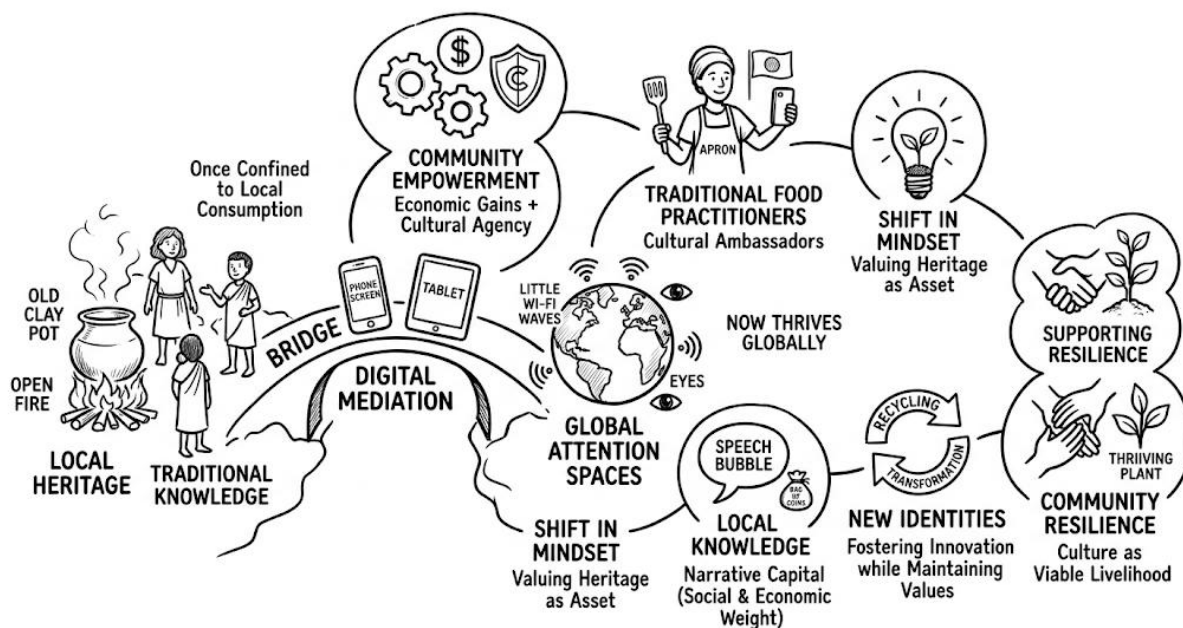 Once Confined
to Local
Consumption
OLD
CLAY
POT
OPEN
FIRE
LOCAL
HERITAGE
TRADITIONAL
KNOWLEDGE
BRIDGE
PHONE
SCREEN
TABLET
DIGITAL
MEDIATION
$
C
COMMUNITY
EMPOWERMENT
Economic Gains +
Cultural Agency
APRON
TRADITIONAL FOOD
PRACTITIONERS
Cultural Ambassadors
SHIFT IN
MINDSET
Valuing Heritage
as Asset
LITTLE
WI-FI
WAVES
EYES
NOW THRIVES
GLOBALLY
GLOBAL
ATTENTION
SPACES
SUPPORTING
RESILIENCE
SHIFT IN
MINDSET
Valuing Heritage
as Asset
SPEECH
BUBBLE
BAG
OF
COINS
LOCAL
KNOWLEDGE
Narrative Capital
(Social & Economic
Weight)
RECYCLING
TRANSFORMATION
NEW IDENTITIES
Fostering Innovation
while Maintaining
Values
THRIVING
PLANT
COMMUNITY
RESILIENCE
Culture as
Viable Livelihood